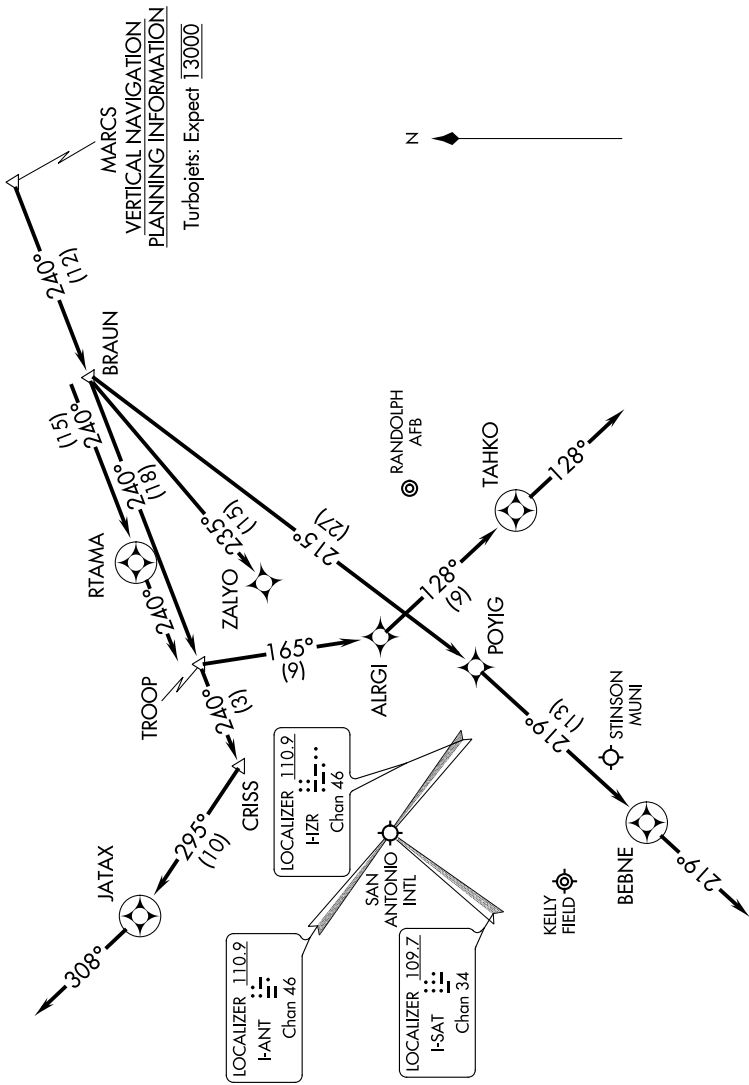 MARCS
VERTICAL NAVIGATION
PLANNING INFORMATION
Turbojets: Expect 13000
N
240°
(12)
BRAUN
(15)
240°
240°
(18)
235°
(15)
215°
(27)
RTAMA
240°
ZALYO
RANDOLPH
AFB
TAHKO
128°
128°
(9)
TROOP
165°
(9)
ALRGI
POYIG
240°
(3)
CRISS
219°
(13)
STINSON
MUNI
LOCALIZER 110.9
I-IZR
Chan 46
295°
(10)
JATAX
308°
SAN
ANTONIO
INTL
KELLY
FIELD
BEBNE
219°
LOCALIZER 110.9
I-ANT
Chan 46
LOCALIZER 109.7
I-SAT
Chan 34